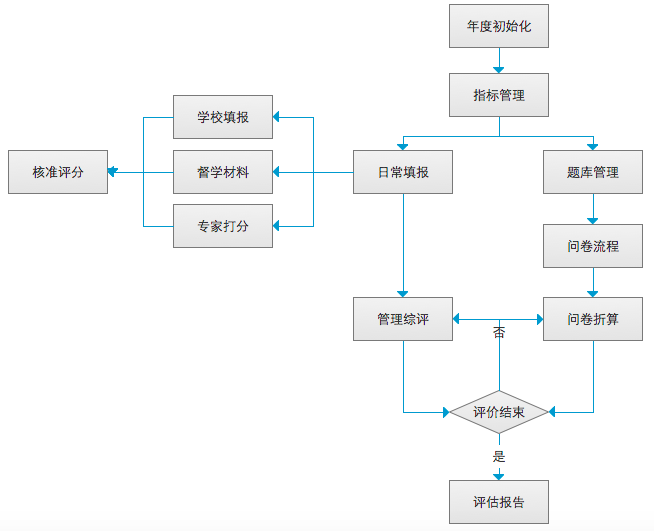 年度初始化
指标管理
学校填报
核准评分
督学材料
日常填报
题库管理
专家打分
问卷流程
管理综评
否
问卷折算
评价结束
是
评估报告